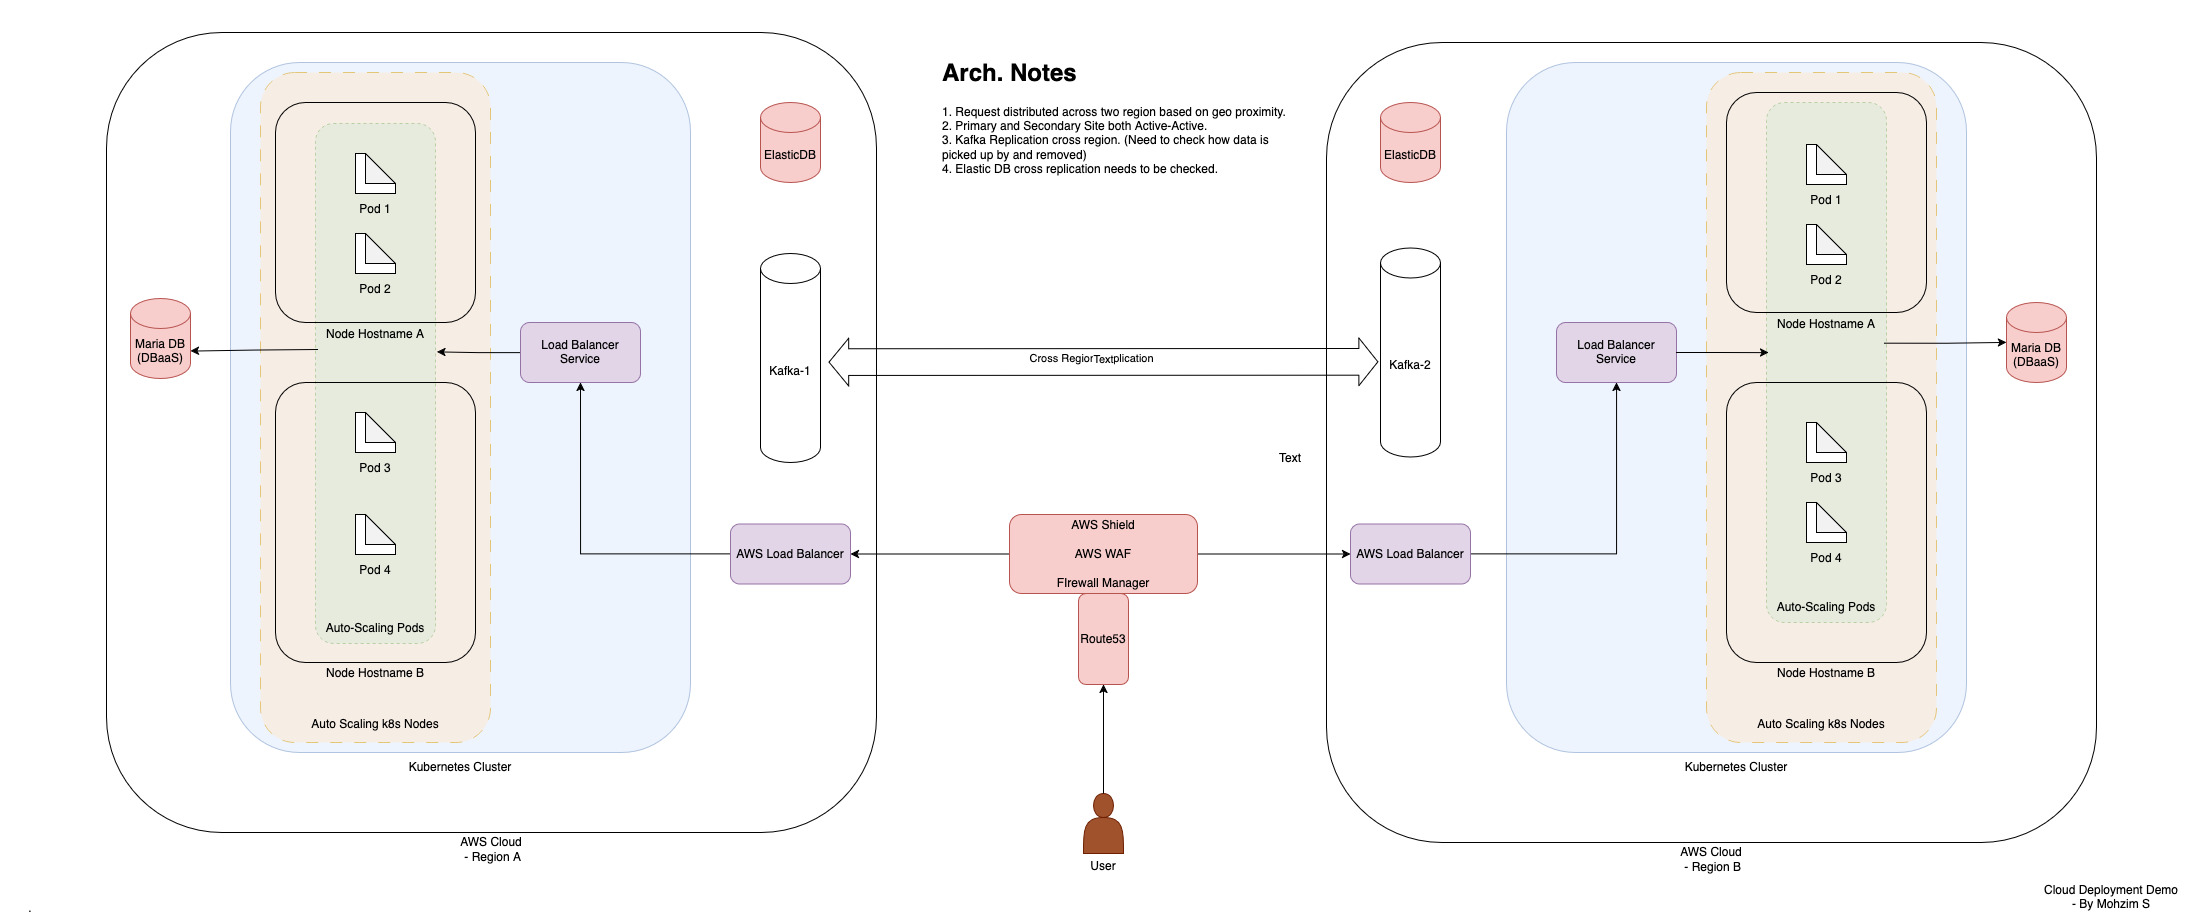 Arch. Notes
1. Request distributed across two region based on geo proximity.
2. Primary and Secondary Site both Active-Active.
3. Kafka Replication cross region. (Need to check how data is
picked up by and removed)
4. Elastic DB cross replication needs to be checked.
Pod 1
Pod 2
Node Hostname A
Pod 3
Pod 4
Auto-Scaling Pods
Node Hostname B
Auto Scaling k8s Nodes
Kubernetes Cluster
Maria DB
(DBaaS)
Load Balancer
Service
ElasticDB
Kafka-1
AWS Load Balancer
AWS Cloud
- Region A
Cross Region
Text
plication
Text
AWS Shield
AWS WAF
FIrewall Manager
Route53
User
ElasticDB
Kafka-2
AWS Load Balancer
Load Balancer
Service
Pod 1
Pod 2
Node Hostname A
Pod 3
Pod 4
Auto-Scaling Pods
Node Hostname B
Auto Scaling k8s Nodes
Kubernetes Cluster
Maria DB
(DBaaS)
AWS Cloud
- Region B
Cloud Deployment Demo
- By Mohzim S